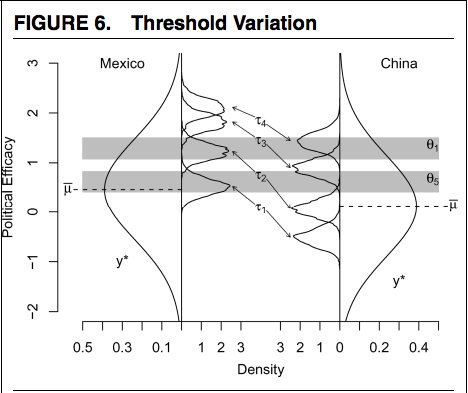 FIGURE 6. Threshold Variation
Mexico
China
Political Efficacy
3
2
1
0
−1
−2
μ̄
μ̄
τ4
τ3
τ2
τ1
θ1
θ5
y*
y*
0.5 0.3 0.1 1 2 3 3 2 1 0 0.2 0.4
Density